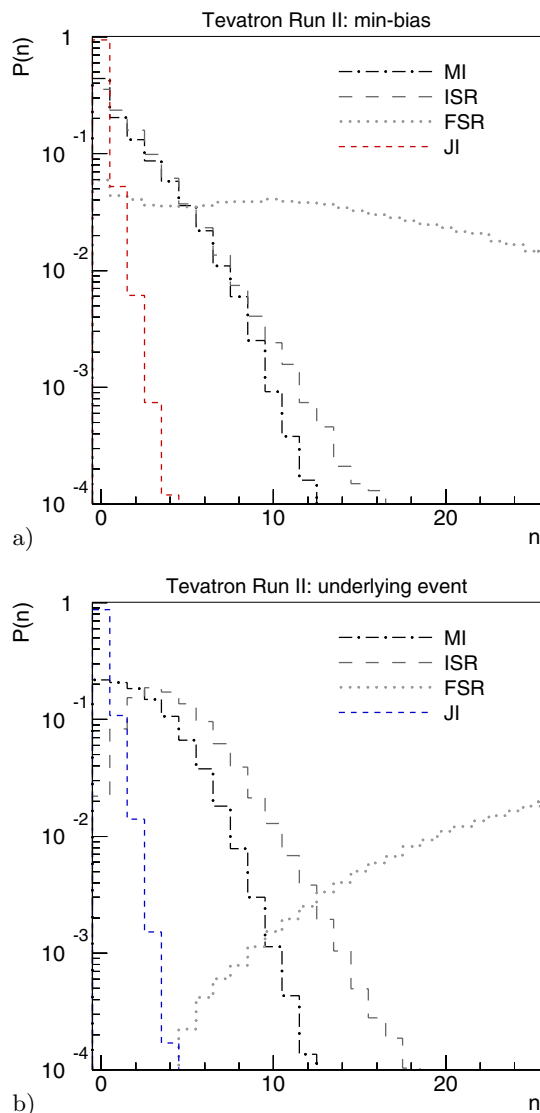 Tevatron Run II: min-bias
P(n)
1
MI
ISR
FSR
JI
10^-1
10^-2
10^-3
10^-4
0 10 20
n
a)
Tevatron Run II: underlying event
P(n)
1
MI
ISR
FSR
JI
10^-1
10^-2
10^-3
10^-4
0 10 20
n
b)